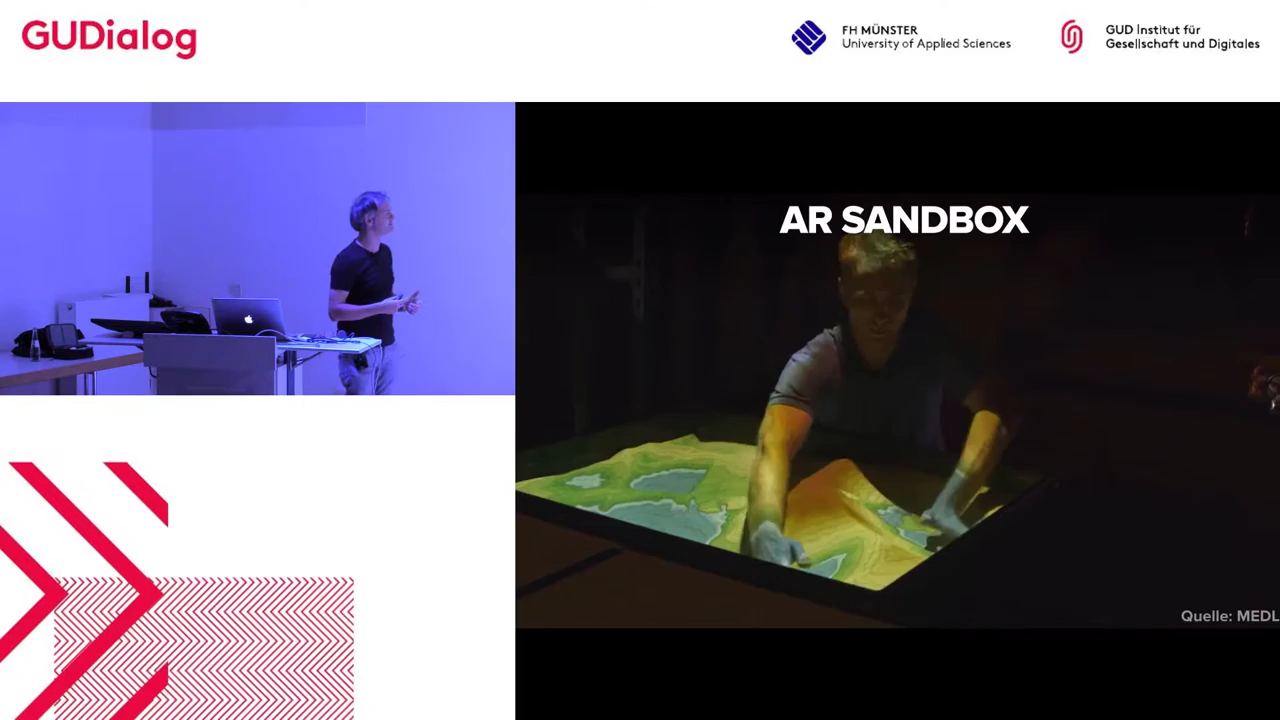 GUDialog
FH MÜNSTER
University of Applied Sciences
GUD Institut für
Gesellschaft und Digitales
AR SANDBOX
Quelle: MEDL